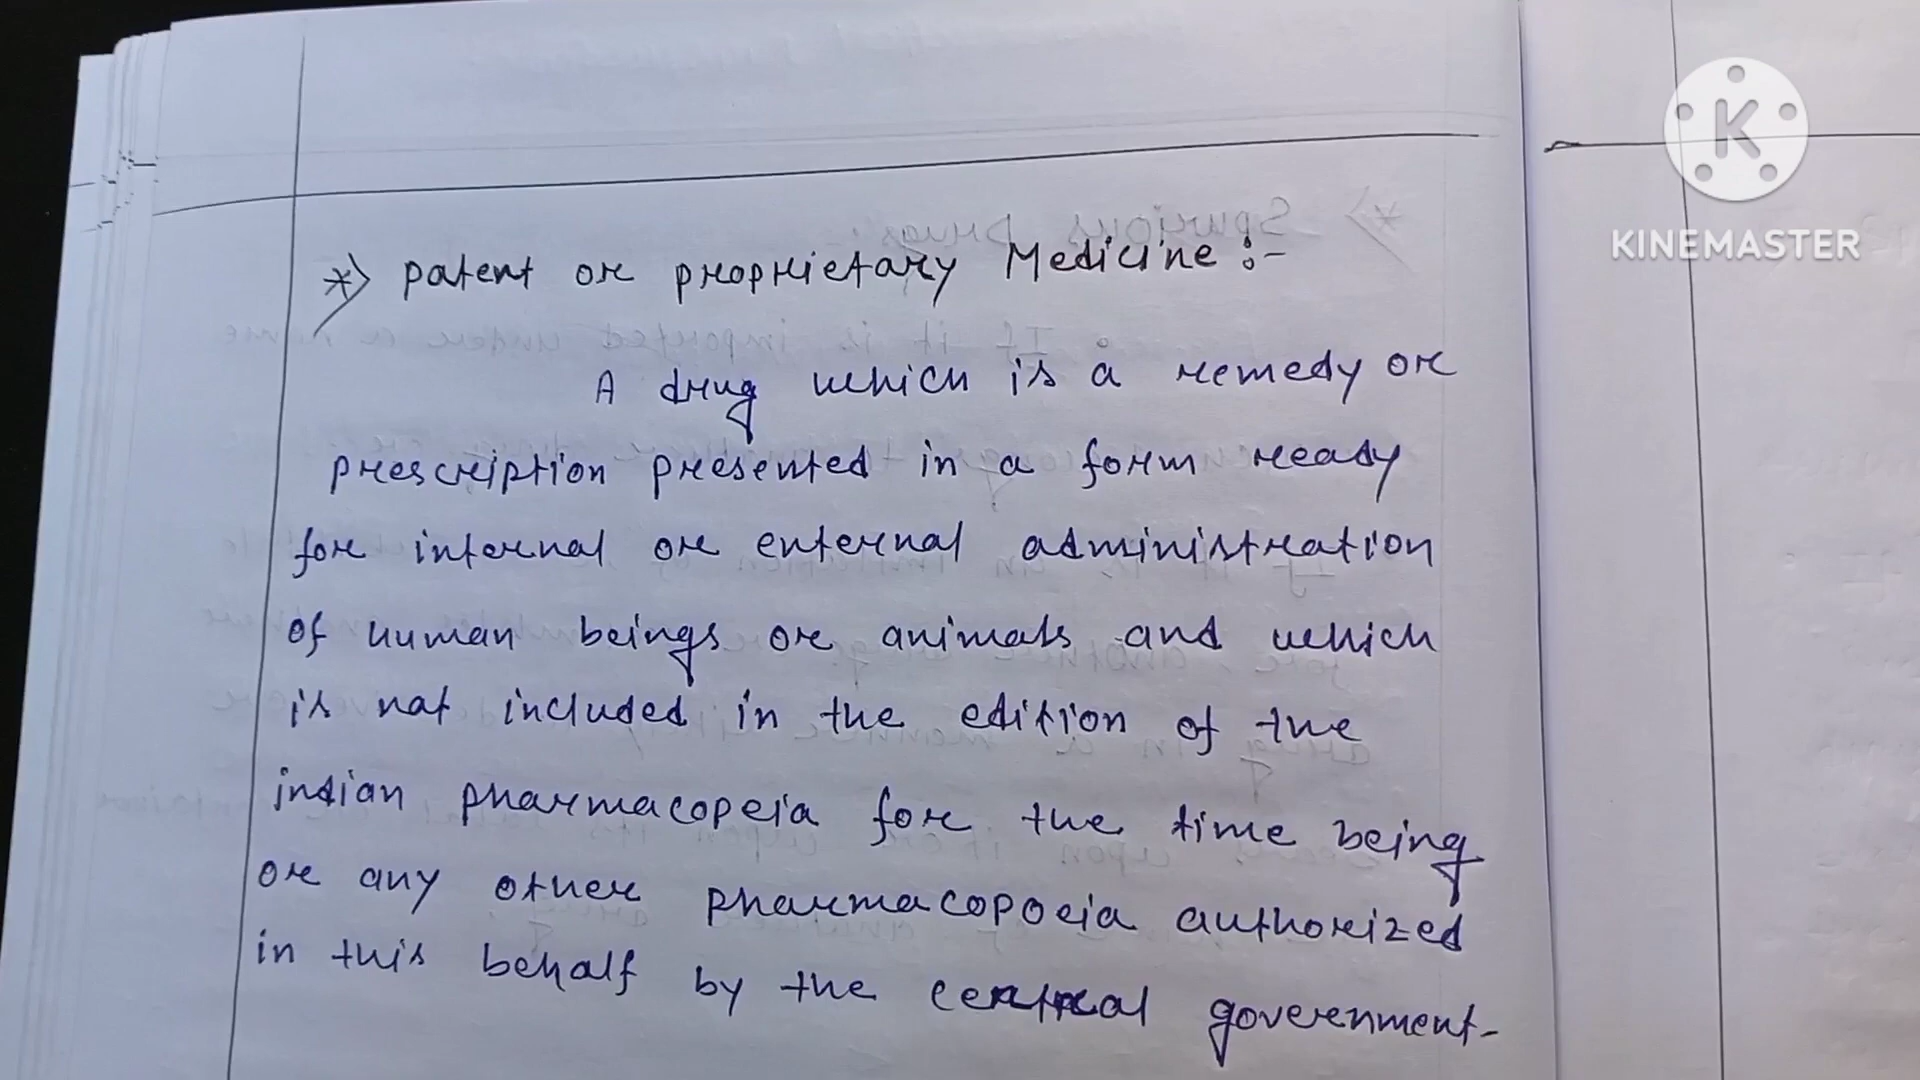 *> patent or proprietary Medicine :-
A drug which is a remedy or
prescription presented in a form ready
for internal or enternal administration
of human beings or animals and which
is not included in the edition of the
indian pharmacopeia for the time being
or any other pharmacopoeia authorized
in this behalf by the central government-
K
KINEMASTER